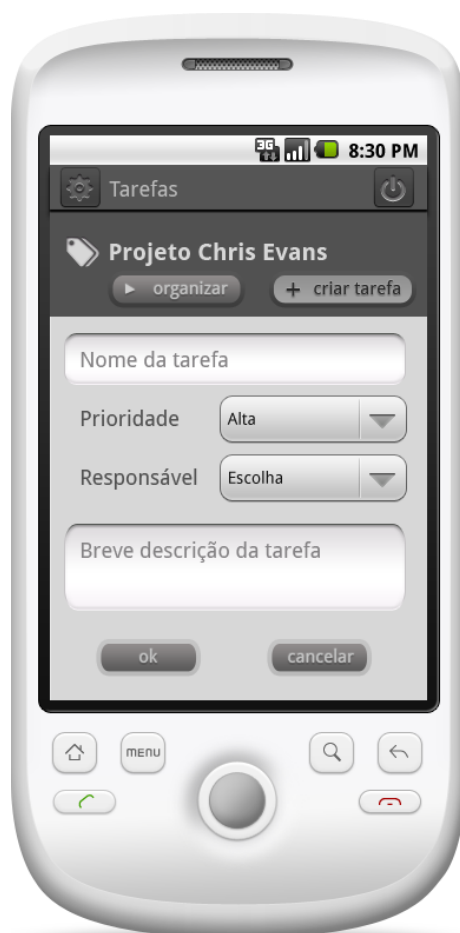 3G 8:30 PM
Tarefas
Projeto Chris Evans
organizar + criar tarefa
Nome da tarefa
Prioridade Alta
Responsável Escolha
Breve descrição da tarefa
ok cancelar
MENU